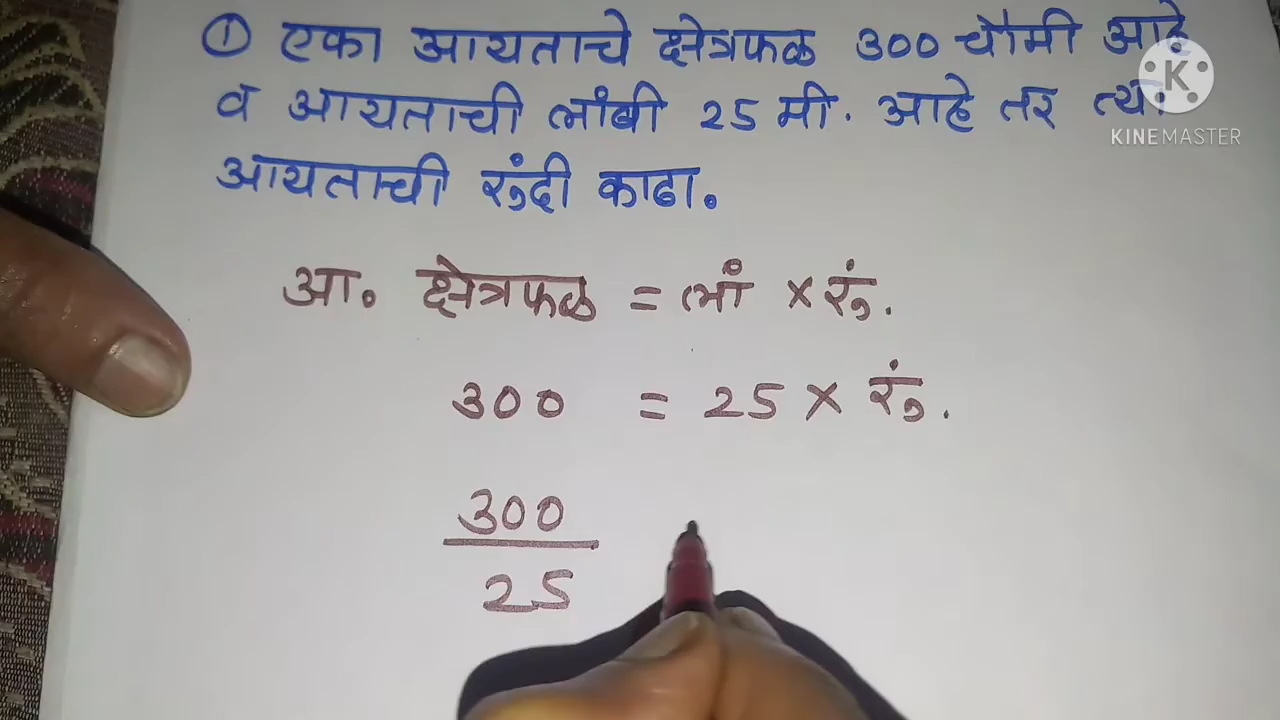 ① एका आयताचे क्षेत्रफळ 300 चौमी आहे
व आयताची लांबी 25 मी. आहे तर
आयताची रुंदी काढा.
आ. क्षेत्रफळ = लां × रुं.
300 = 25 × रुं.
300
25
K
KINEMASTER